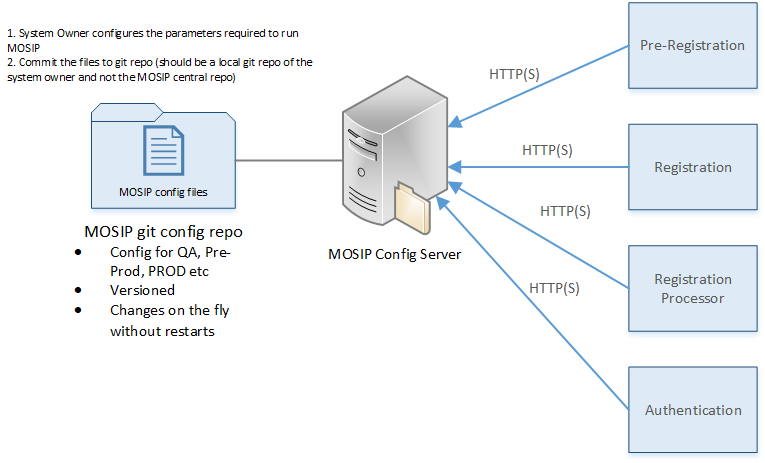 1. System Owner configures the parameters required to run
MOSIP
2. Commit the files to git repo (should be a local git repo of the
system owner and not the MOSIP central repo)
MOSIP config files
MOSIP git config repo
• Config for QA, Pre-
Prod, PROD etc
• Versioned
• Changes on the fly
without restarts
MOSIP Config Server
HTTP(S)
HTTP(S)
HTTP(S)
HTTP(S)
Pre-Registration
Registration
Registration
Processor
Authentication